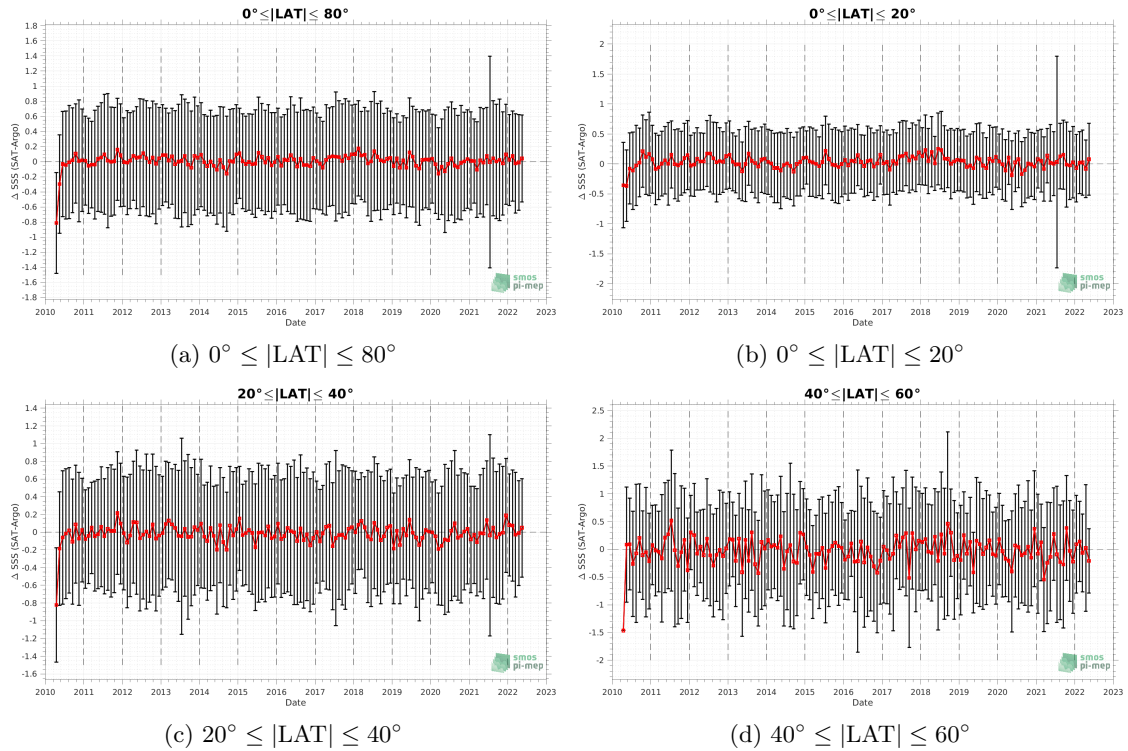 0°≤|LAT|≤ 80°
Δ SSS (SAT-Argo)
1.8
1.6
1.4
1.2
1
0.8
0.6
0.4
0.2
0
-0.2
-0.4
-0.6
-0.8
-1
-1.2
-1.4
-1.6
-1.8
smos
pi-mep
2010 2011 2012 2013 2014 2015 2016 2017 2018 2019 2020 2021 2022 2023
Date
(a) 0° ≤ |LAT| ≤ 80°
0°≤|LAT|≤ 20°
Δ SSS (SAT-Argo)
2
1.5
1
0.5
0
-0.5
-1
-1.5
-2
smos
pi-mep
2010 2011 2012 2013 2014 2015 2016 2017 2018 2019 2020 2021 2022 2023
Date
(b) 0° ≤ |LAT| ≤ 20°
20°≤|LAT|≤ 40°
Δ SSS (SAT-Argo)
1.4
1.2
1
0.8
0.6
0.4
0.2
0
-0.2
-0.4
-0.6
-0.8
-1
-1.2
-1.4
-1.6
smos
pi-mep
2010 2011 2012 2013 2014 2015 2016 2017 2018 2019 2020 2021 2022 2023
Date
(c) 20° ≤ |LAT| ≤ 40°
40°≤|LAT|≤ 60°
Δ SSS (SAT-Argo)
2.5
2
1.5
1
0.5
0
-0.5
-1
-1.5
-2
smos
pi-mep
2010 2011 2012 2013 2014 2015 2016 2017 2018 2019 2020 2021 2022 2023
Date
(d) 40° ≤ |LAT| ≤ 60°